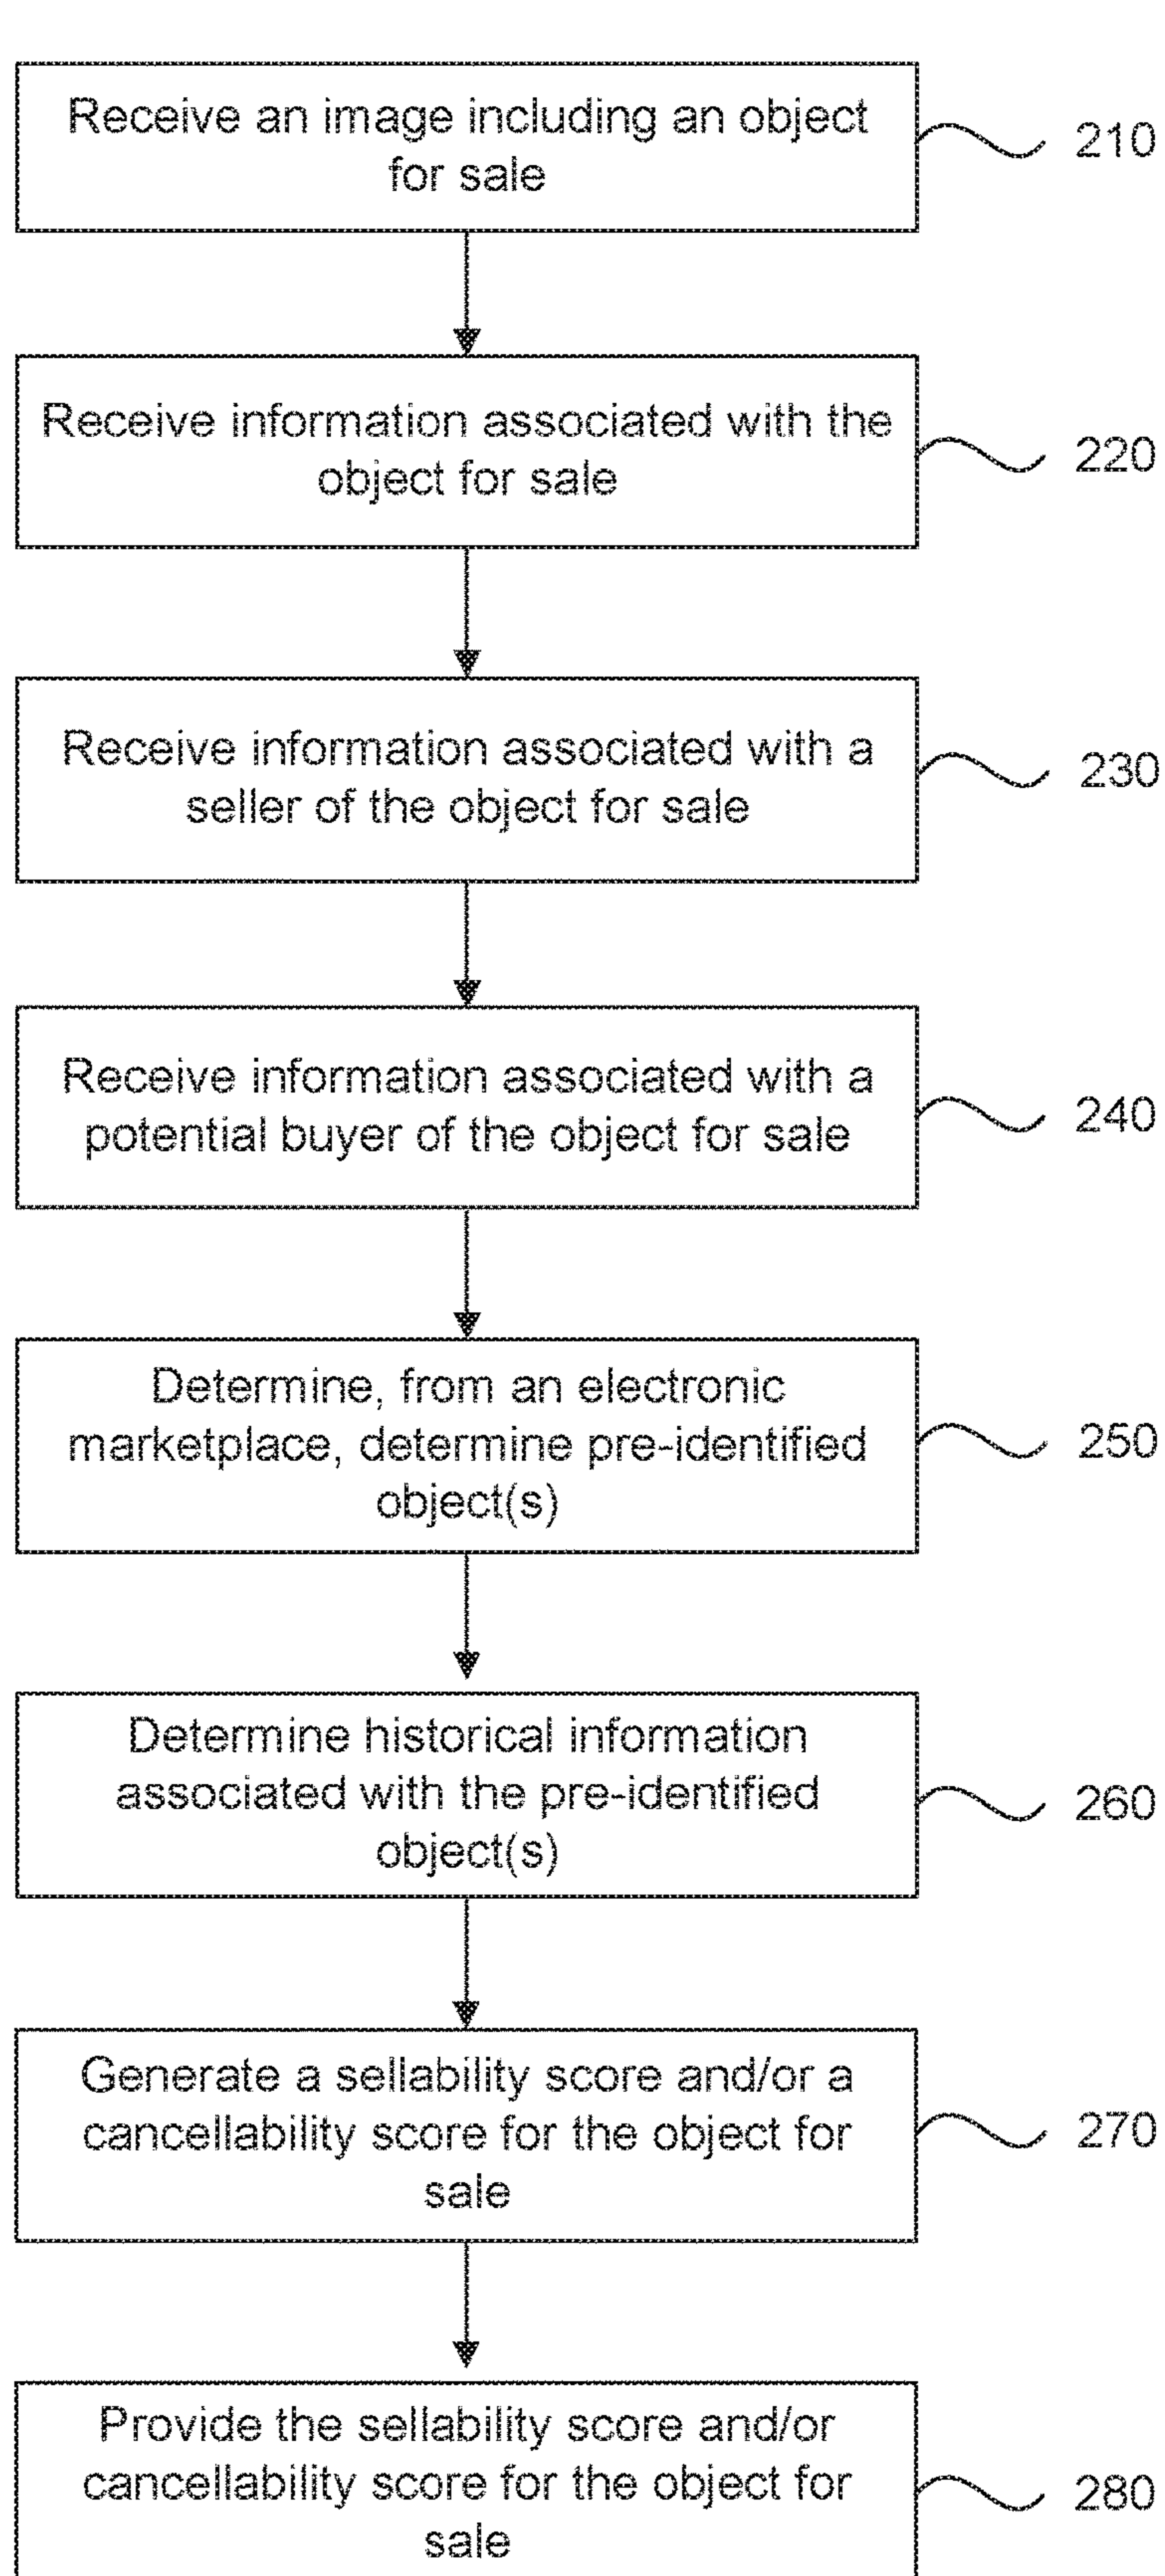 Receive an image including an object
for sale
210
Receive information associated with the
object for sale
220
Receive information associated with a
seller of the object for sale
230
Receive information associated with a
potential buyer of the object for sale
240
Determine, from an electronic
marketplace, determine pre-identified
object(s)
250
Determine historical information
associated with the pre-identified
object(s)
260
Generate a sellability score and/or a
cancellability score for the object for
sale
270
Provide the sellability score and/or
cancellability score for the object for
sale
280